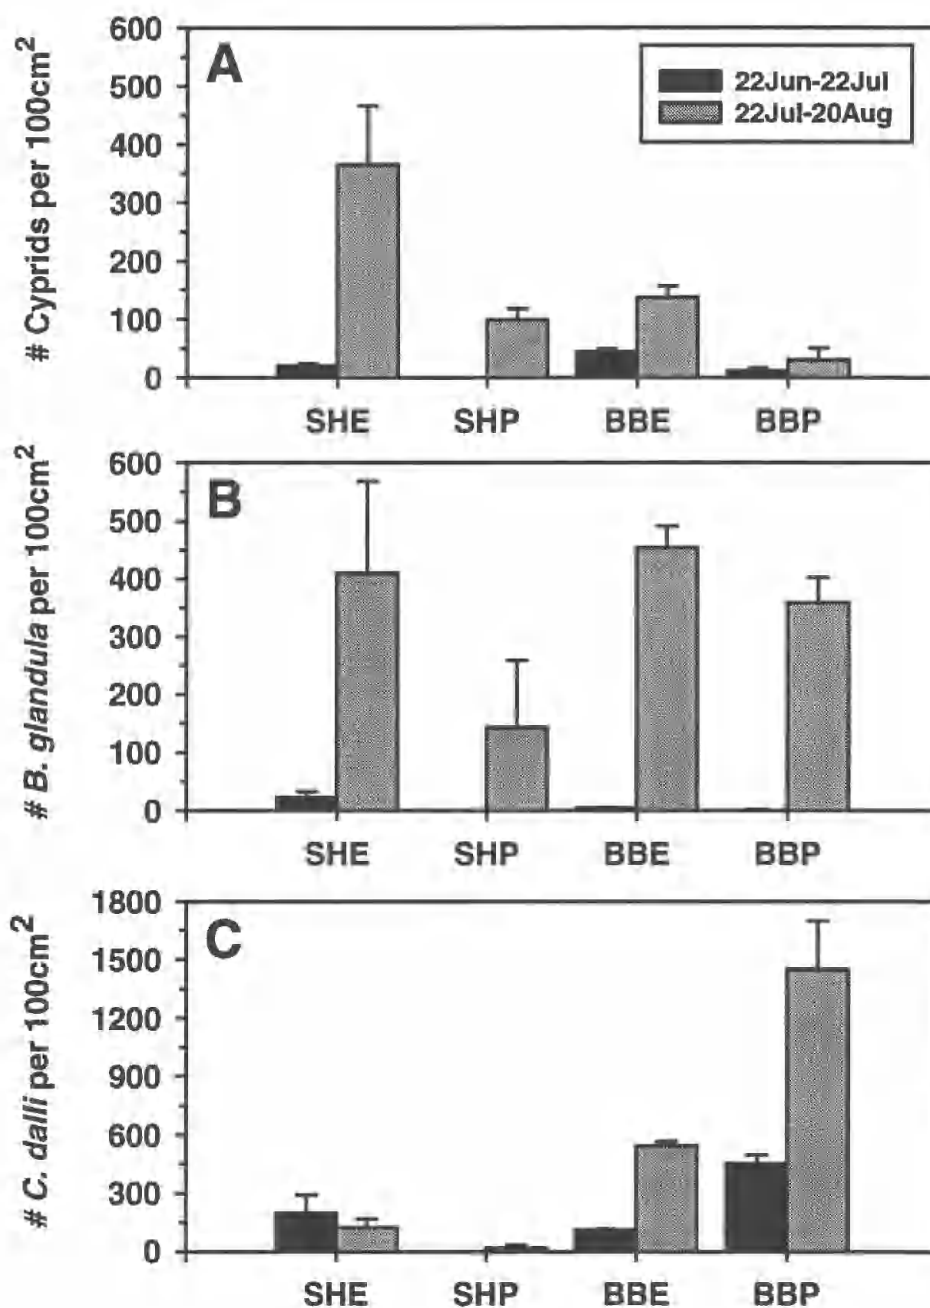 # Cyprids per 100cm²
600
500
400
300
200
100
0
A
22Jun-22Jul
22Jul-20Aug
SHE SHP BBE BBP
# B. glandula per 100cm²
600
500
400
300
200
100
0
B
SHE SHP BBE BBP
# C. dalli per 100cm²
1800
1500
1200
900
600
300
0
C
SHE SHP BBE BBP